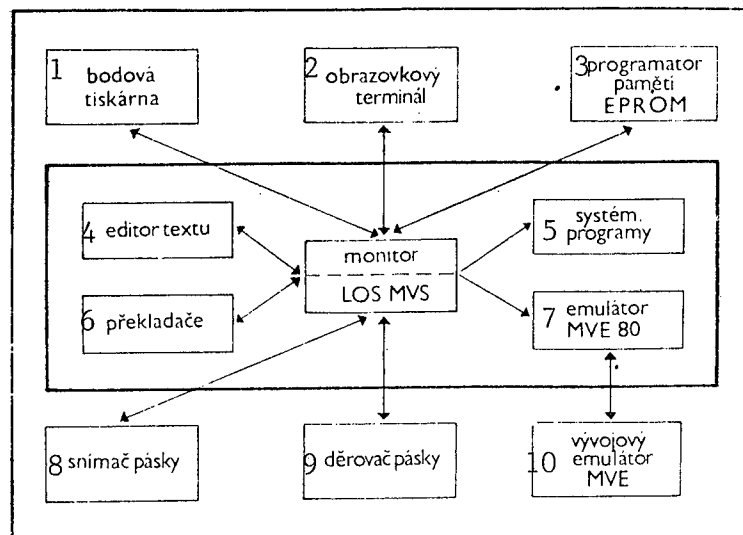 1 bodová
tiskárna
2 obrazovkový
terminál
3 programator
pamětí
EPROM
4 editor textu
monitor
LOS MVS
5 systém.
programy
6 překladače
7 emulátor
MVE 80
8 snímač pásky
9 děrovač pásky
10 vývojový
emulátor
MVE